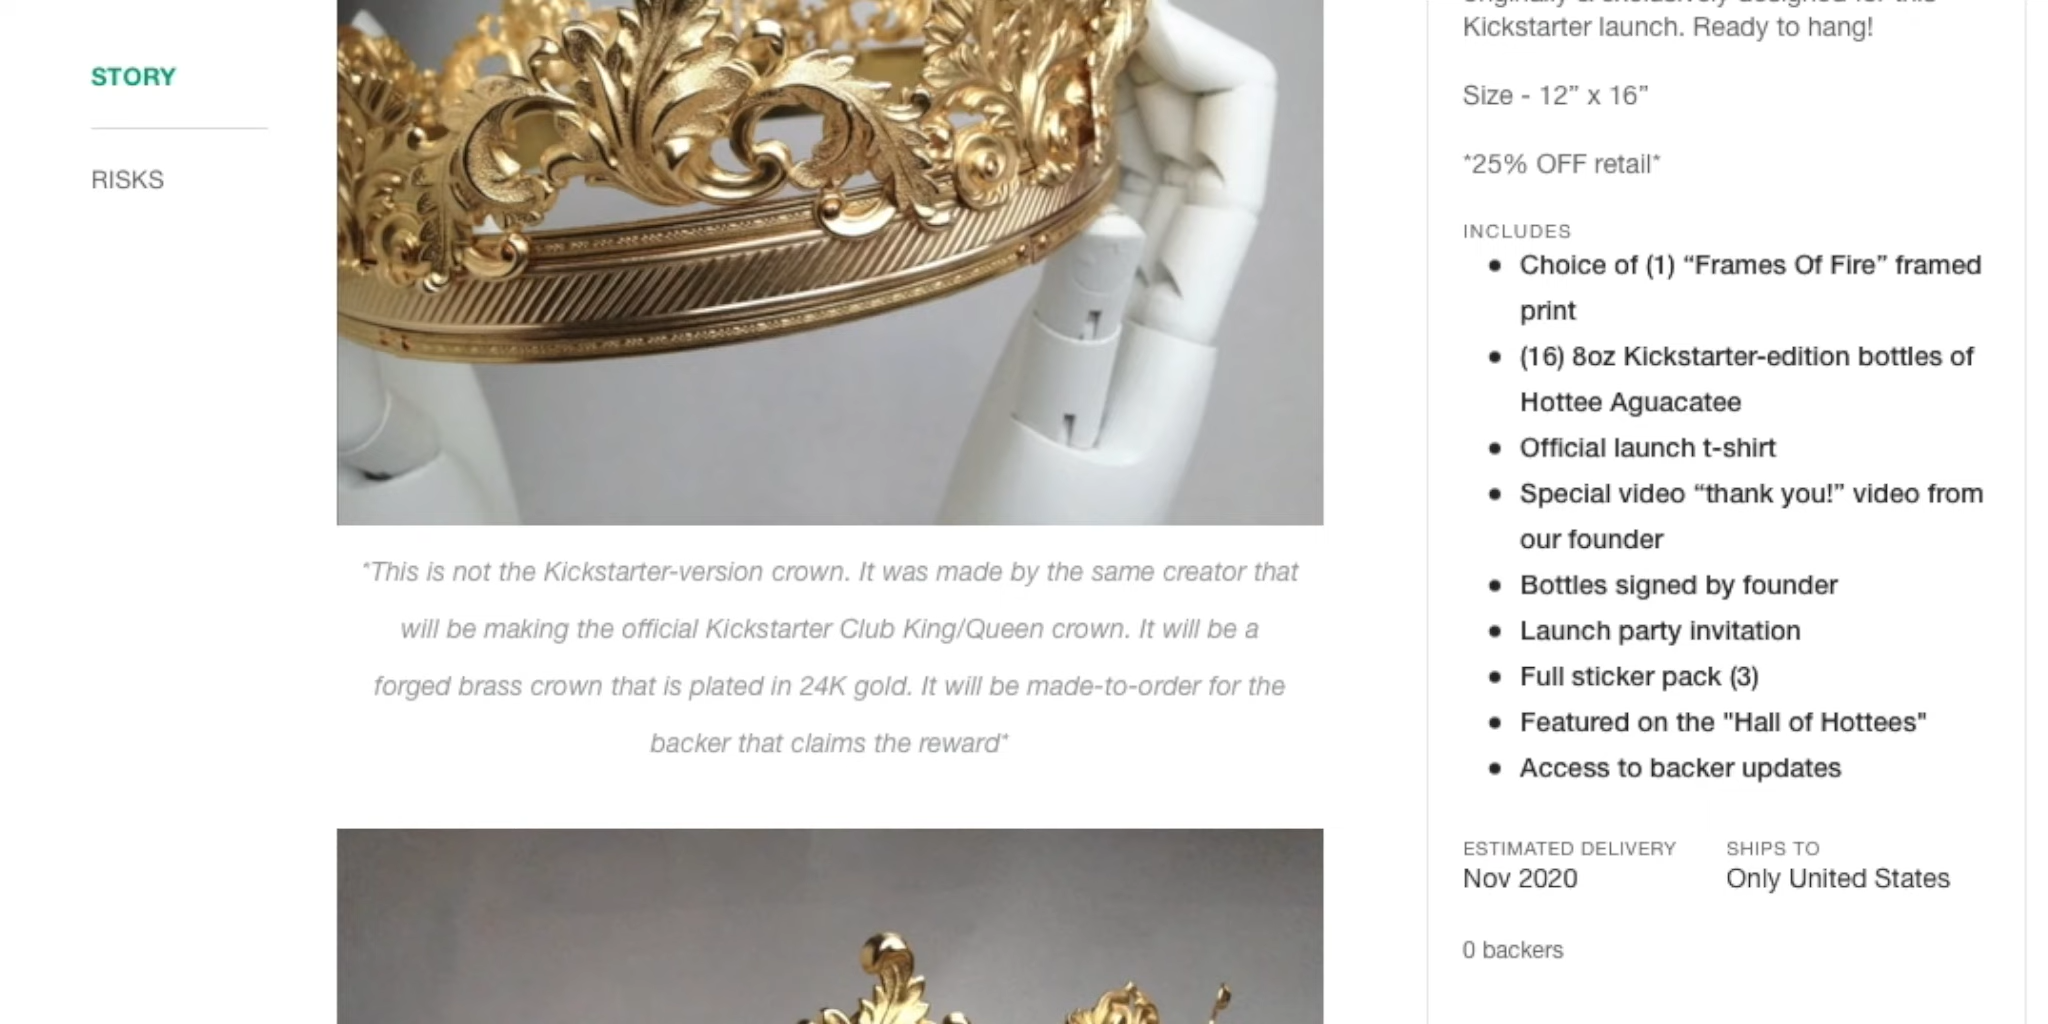 STORY
RISKS
*This is not the Kickstarter-version crown. It was made by the same creator that
will be making the official Kickstarter Club King/Queen crown. It will be a
forged brass crown that is plated in 24K gold. It will be made-to-order for the
backer that claims the reward*
Kickstarter launch. Ready to hang!
Size - 12” x 16”
*25% OFF retail*
INCLUDES
Choice of (1) “Frames Of Fire” framed
print
(16) 8oz Kickstarter-edition bottles of
Hottee Aguacatee
Official launch t-shirt
Special video “thank you!” video from
our founder
Bottles signed by founder
Launch party invitation
Full sticker pack (3)
Featured on the "Hall of Hottees"
Access to backer updates
ESTIMATED DELIVERY
Nov 2020
SHIPS TO
Only United States
0 backers